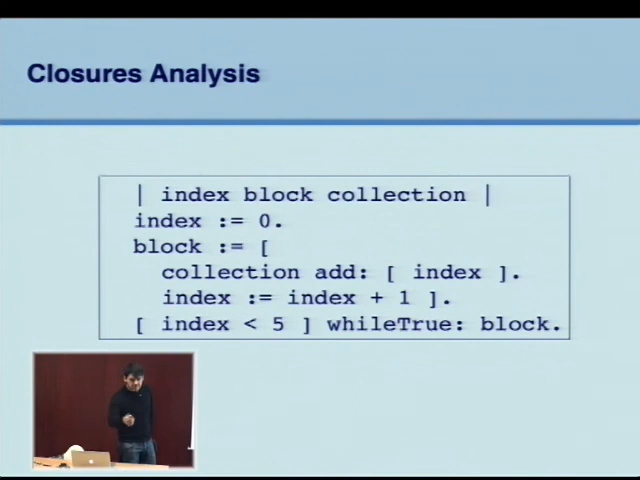 Closures Analysis
| index block collection |
index := 0.
block := [
collection add: [ index ].
index := index + 1 ].
[ index < 5 ] whileTrue: block.